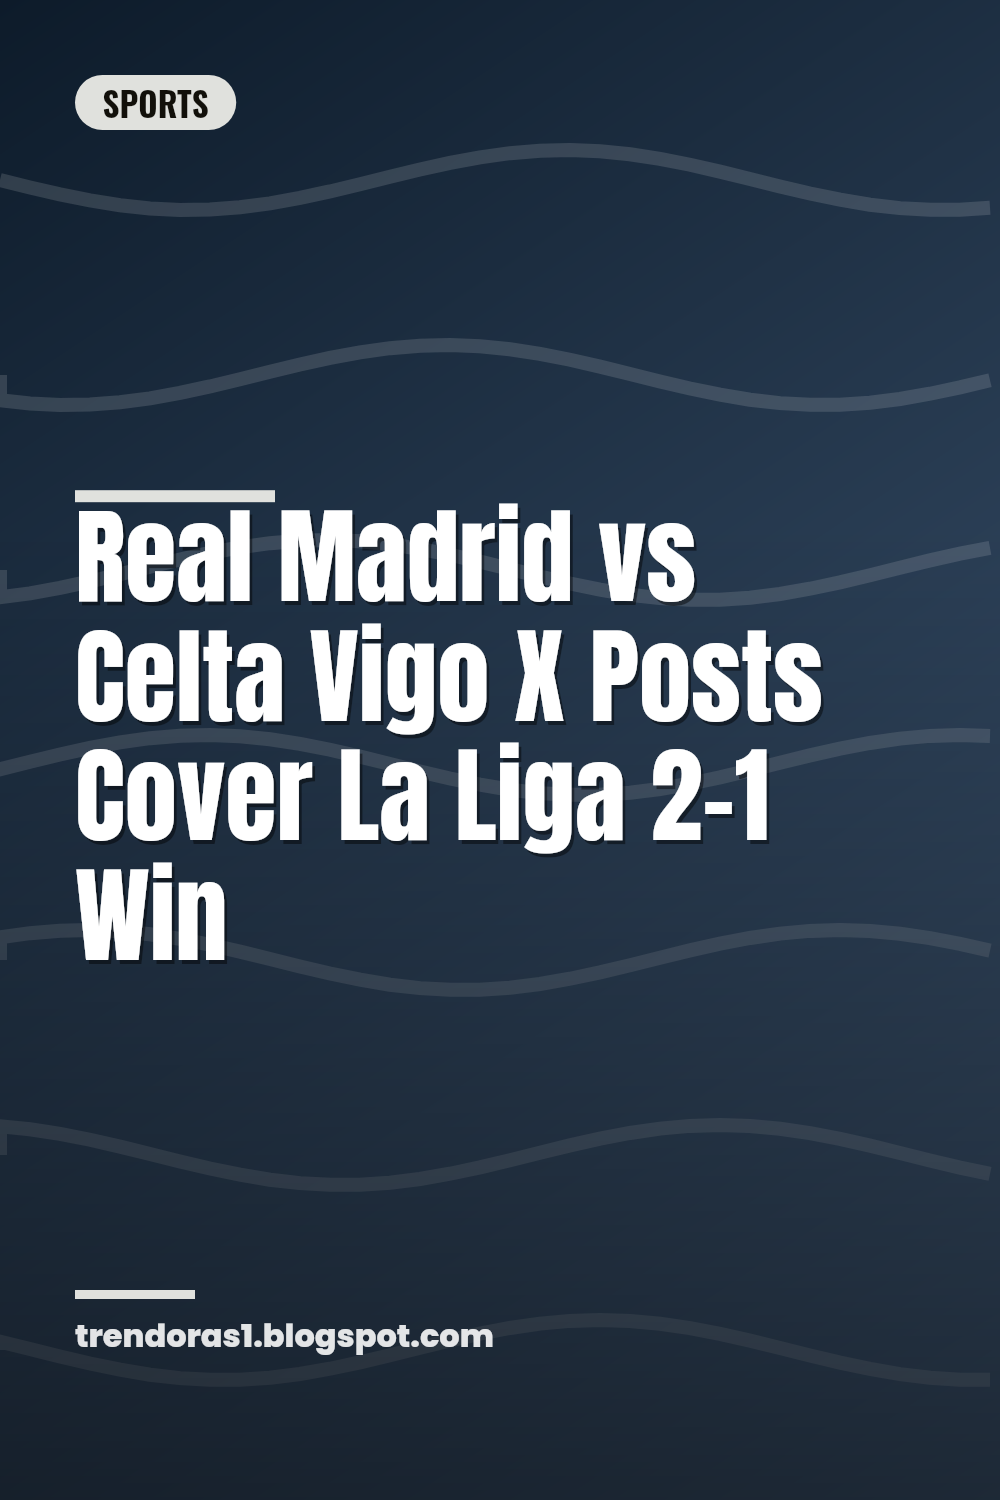 SPORTS
Real Madrid vs
Celta Vigo X Posts
Cover La Liga 2-1
Win
trendoras1.blogspot.com